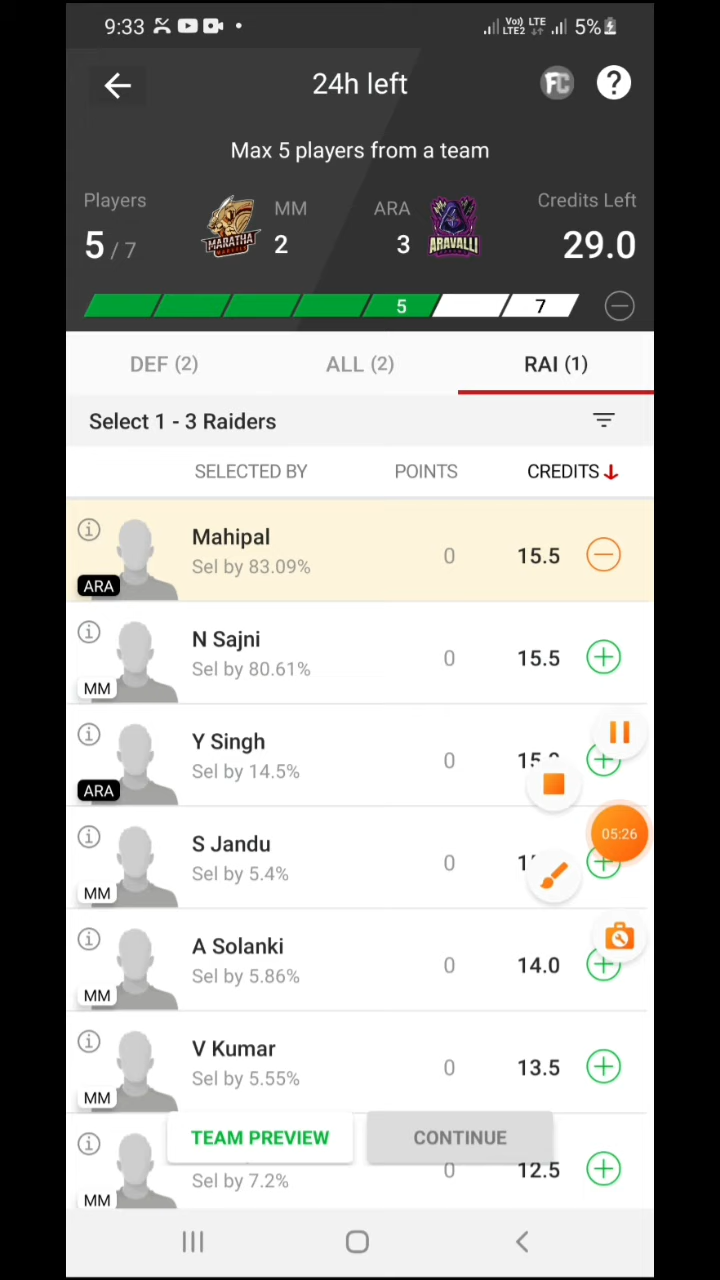 9:33 Vo) LTE LTE2 5%
24h left FC ?
Max 5 players from a team
Players MM ARA Credits Left
5 / 7 MARATHA 2 3 ARAVALLI 29.0
5 7
DEF (2) ALL (2) RAI (1)
Select 1 - 3 Raiders
SELECTED BY POINTS CREDITS
Mahipal
Sel by 83.09% 0 15.5
ARA
N Sajni
Sel by 80.61% 0 15.5
MM
Y Singh
Sel by 14.5% 0
ARA
S Jandu
Sel by 5.4% 0
MM
05:26
A Solanki
Sel by 5.86% 0 14.0
MM
V Kumar
Sel by 5.55% 0 13.5
MM
TEAM PREVIEW CONTINUE
Sel by 7.2% 0 12.5
MM